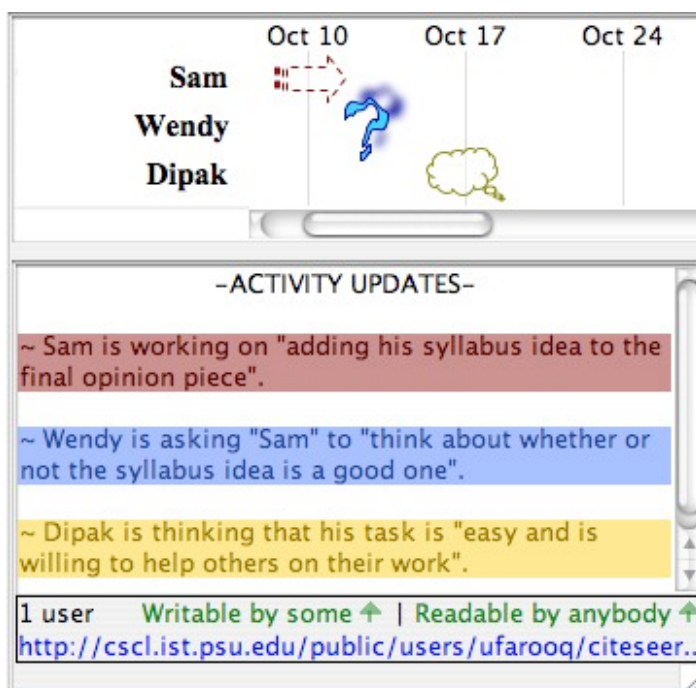 Oct 10 Oct 17 Oct 24
Sam
Wendy
Dipak
-ACTIVITY UPDATES-
~ Sam is working on "adding his syllabus idea to the
final opinion piece".
~ Wendy is asking "Sam" to "think about whether or
not the syllabus idea is a good one".
~ Dipak is thinking that his task is "easy and is
willing to help others on their work".
1 user Writable by some ↑ | Readable by anybody ↑
http://cscl.ist.psu.edu/public/users/ufarooq/citeseer...